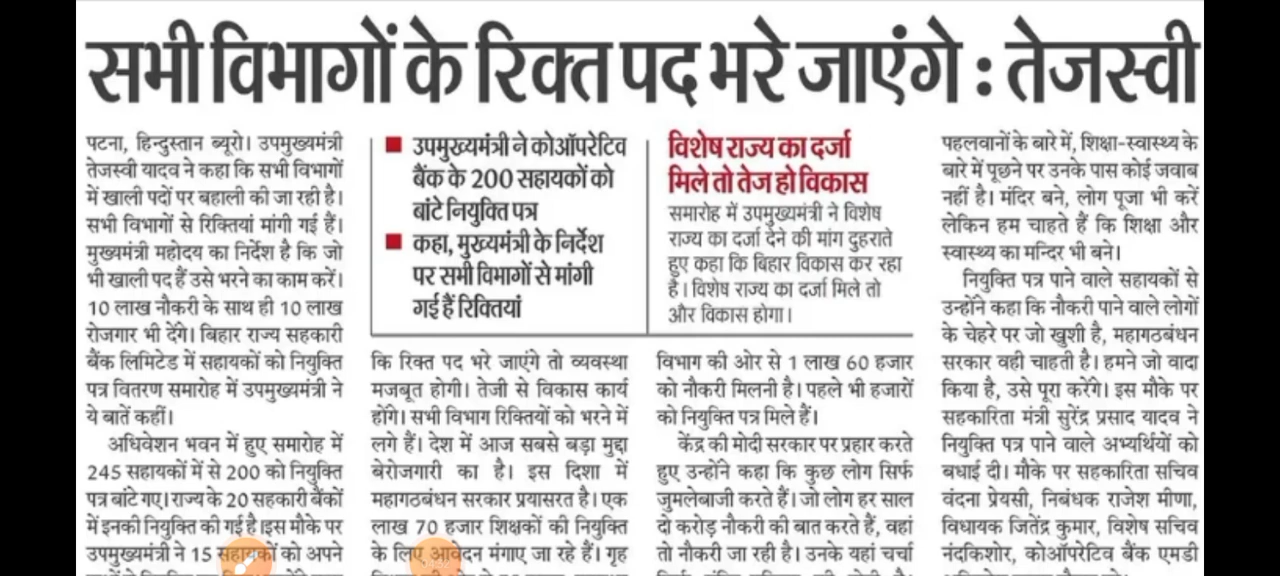 सभी विभागों के रिक्त पद भरे जाएंगे : तेजस्वी
पटना, हिन्दुस्तान ब्यूरो। उपमुख्यमंत्री
तेजस्वी यादव ने कहा कि सभी विभागों
में खाली पदों पर बहाली की जा रही है।
सभी विभागों से रिक्तियां मांगी गई हैं।
मुख्यमंत्री महोदय का निर्देश है कि जो
भी खाली पद हैं उसे भरने का काम करें।
10 लाख नौकरी के साथ ही 10 लाख
रोजगार भी देंगे। बिहार राज्य सहकारी
बैंक लिमिटेड में सहायकों को नियुक्ति
पत्र वितरण समारोह में उपमुख्यमंत्री ने
ये बातें कहीं।
अधिवेशन भवन में हुए समारोह में
245 सहायकों में से 200 को नियुक्ति
पत्र बांटे गए। राज्य के 20 सहकारी बैंकों
में इनकी नियुक्ति की गई है। इस मौके पर
उपमुख्यमंत्री ने 15 सहायकों को अपने
■ उपमुख्यमंत्री ने कोऑपरेटिव
बैंक के 200 सहायकों को
बांटे नियुक्ति पत्र
■ कहा, मुख्यमंत्री के निर्देश
पर सभी विभागों से मांगी
गई हैं रिक्तियां
विशेष राज्य का दर्जा
मिले तो तेज हो विकास
समारोह में उपमुख्यमंत्री ने विशेष
राज्य का दर्जा देने की मांग दुहराते
हुए कहा कि बिहार विकास कर रहा
है। विशेष राज्य का दर्जा मिले तो
और विकास होगा।
कि रिक्त पद भरे जाएंगे तो व्यवस्था
मजबूत होगी। तेजी से विकास कार्य
होंगे। सभी विभाग रिक्तियों को भरने में
लगे हैं। देश में आज सबसे बड़ा मुद्दा
बेरोजगारी का है। इस दिशा में
महागठबंधन सरकार प्रयासरत है। एक
लाख 70 हजार शिक्षकों की नियुक्ति
के लिए आवेदन मंगाए जा रहे हैं। गृह
विभाग की ओर से 1 लाख 60 हजार
को नौकरी मिलनी है। पहले भी हजारों
को नियुक्ति पत्र मिले हैं।
केंद्र की मोदी सरकार पर प्रहार करते
हुए उन्होंने कहा कि कुछ लोग सिर्फ
जुमलेबाजी करते हैं। जो लोग हर साल
दो करोड़ नौकरी की बात करते हैं, वहां
तो नौकरी जा रही है। उनके यहां चर्चा
पहलवानों के बारे में, शिक्षा-स्वास्थ्य के
बारे में पूछने पर उनके पास कोई जवाब
नहीं है। मंदिर बने, लोग पूजा भी करें
लेकिन हम चाहते हैं कि शिक्षा और
स्वास्थ्य का मन्दिर भी बने।
नियुक्ति पत्र पाने वाले सहायकों से
उन्होंने कहा कि नौकरी पाने वाले लोगों
के चेहरे पर जो खुशी है, महागठबंधन
सरकार वही चाहती है। हमने जो वादा
किया है, उसे पूरा करेंगे। इस मौके पर
सहकारिता मंत्री सुरेंद्र प्रसाद यादव ने
नियुक्ति पत्र पाने वाले अभ्यर्थियों को
बधाई दी। मौके पर सहकारिता सचिव
वंदना प्रेयसी, निबंधक राजेश मीणा,
विधायक जितेंद्र कुमार, विशेष सचिव
नंदकिशोर, कोऑपरेटिव बैंक एमडी